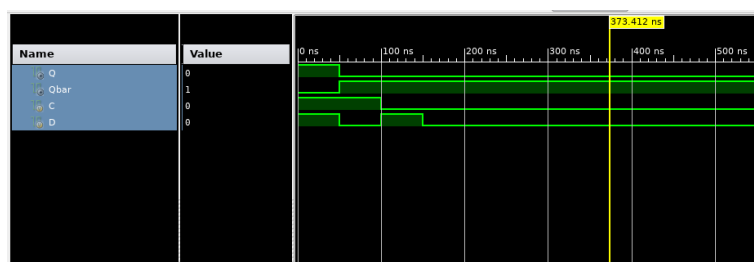 373.412 ns
Name Value
0 ns 100 ns 200 ns 300 ns 400 ns 500 ns
Q 0
Qbar 1
C 0
D 0